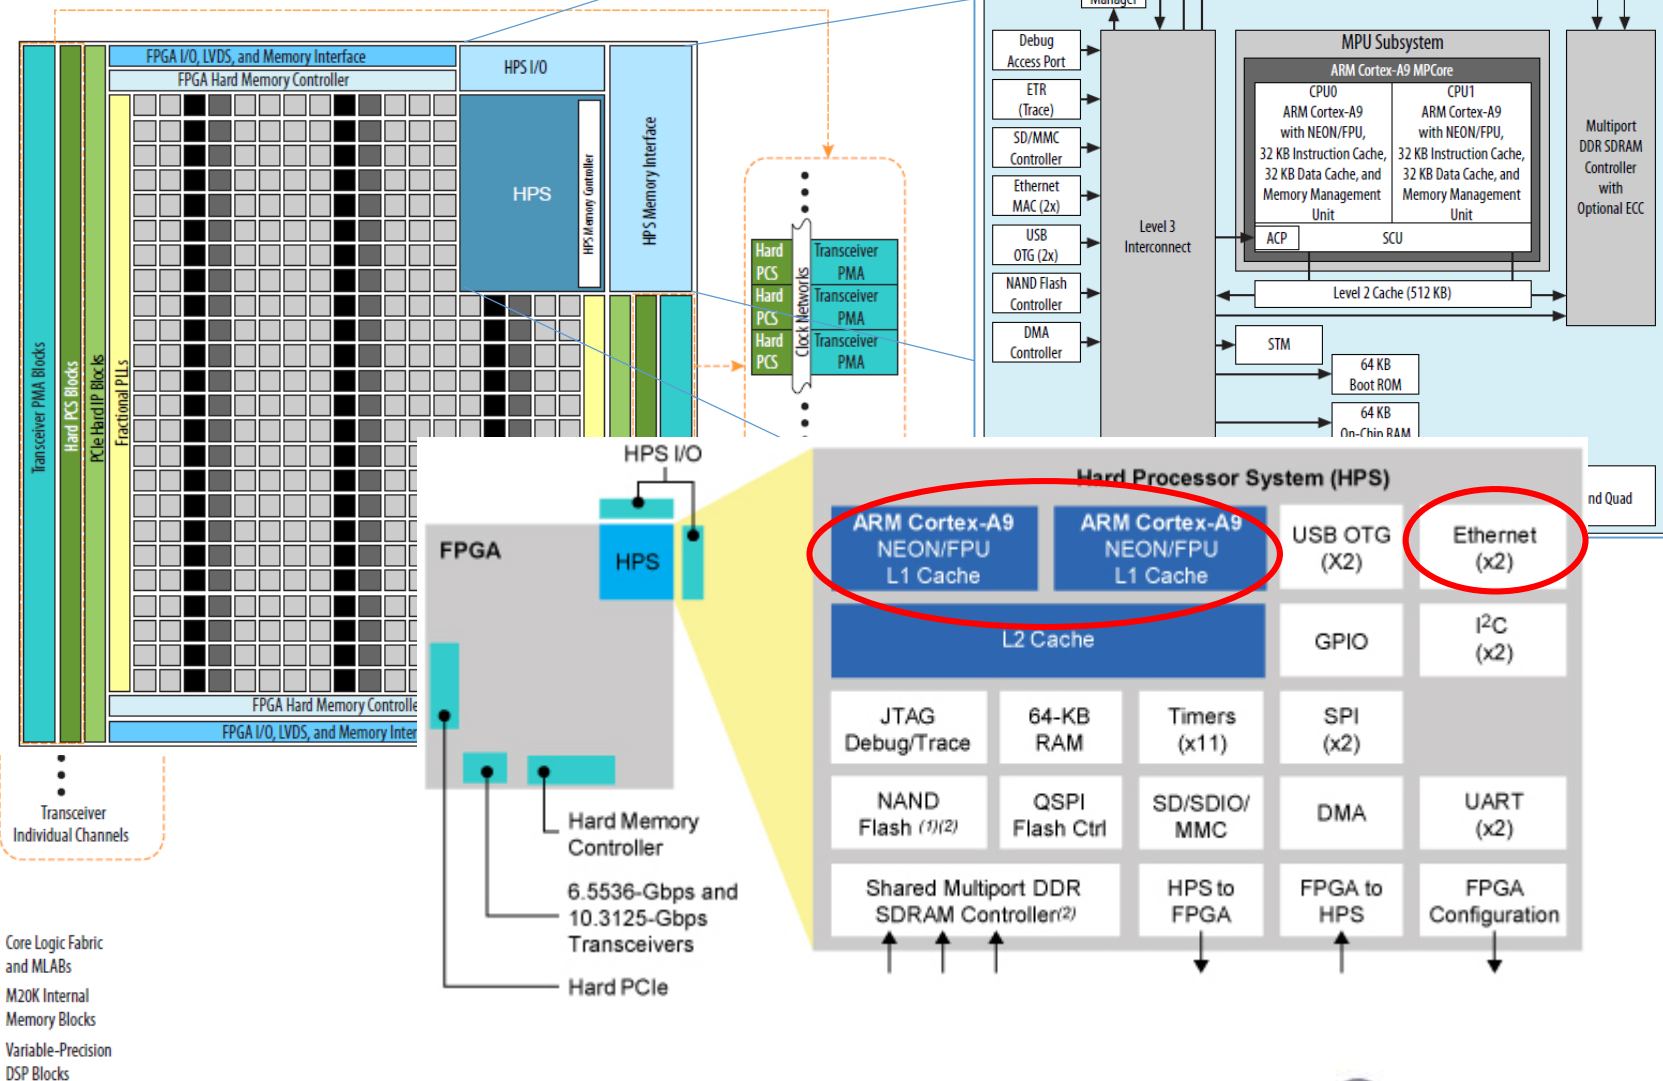 FPGA I/O, LVDS, and Memory Interface
FPGA Hard Memory Controller
HPS I/O
HPS
HPS Memory Controller
HPS Memory Interface
Transceiver PMA Blocks
Hard PCS Blocks
PCIe Hard IP Blocks
Fractional PLLs
FPGA Hard Memory Controlle
FPGA I/O, LVDS, and Memory Inter
Transceiver
Individual Channels
Core Logic Fabric
and MLABs
M20K Internal
Memory Blocks
Variable-Precision
DSP Blocks
Hard
PCS
Transceiver
PMA
Hard
PCS
Transceiver
PMA
Hard
PCS
Transceiver
PMA
Clock Networks
Manager
Debug
Access Port
ETR
(Trace)
SD/MMC
Controller
Ethernet
MAC (2x)
USB
OTG (2x)
NAND Flash
Controller
DMA
Controller
Level 3
Interconnect
MPU Subsystem
ARM Cortex-A9 MPCore
CPU0
ARM Cortex-A9
with NEON/FPU,
32 KB Instruction Cache,
32 KB Data Cache, and
Memory Management
Unit
CPU1
ARM Cortex-A9
with NEON/FPU,
32 KB Instruction Cache,
32 KB Data Cache, and
Memory Management
Unit
ACP
SCU
Level 2 Cache (512 KB)
STM
64 KB
Boot ROM
64 KB
On-Chip RAM
Multiport
DDR SDRAM
Controller
with
Optional ECC
nd Quad
HPS I/O
FPGA
HPS
Hard Memory
Controller
6.5536-Gbps and
10.3125-Gbps
Transceivers
Hard PCIe
Hard Processor System (HPS)
ARM Cortex-A9
NEON/FPU
L1 Cache
ARM Cortex-A9
NEON/FPU
L1 Cache
USB OTG
(X2)
Ethernet
(x2)
L2 Cache
GPIO
I²C
(x2)
JTAG
Debug/Trace
64-KB
RAM
Timers
(x11)
SPI
(x2)
NAND
Flash (1)(2)
QSPI
Flash Ctrl
SD/SDIO/
MMC
DMA
UART
(x2)
Shared Multiport DDR
SDRAM Controller(2)
HPS to
FPGA
FPGA to
HPS
FPGA
Configuration